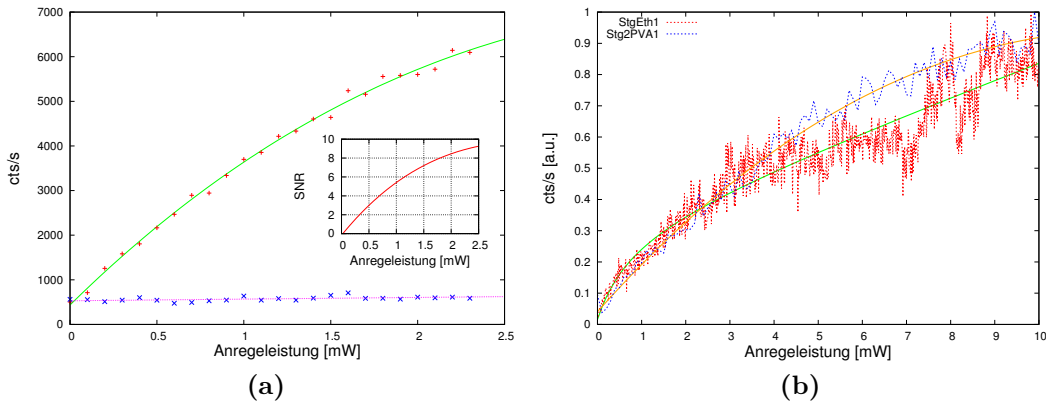 7000
6000
5000
4000
3000
2000
1000
0
cts/s
0 0.5 1 1.5 2 2.5
Anregeleistung [mW]
10
8
6
4
2
0
SNR
0 0.5 1 1.5 2 2.5
Anregeleistung [mW]
(a)
StgEth1
Stg2PVA1
1
0.9
0.8
0.7
0.6
0.5
0.4
0.3
0.2
0.1
0
cts/s [a.u.]
0 1 2 3 4 5 6 7 8 9 10
Anregeleistung [mW]
(b)